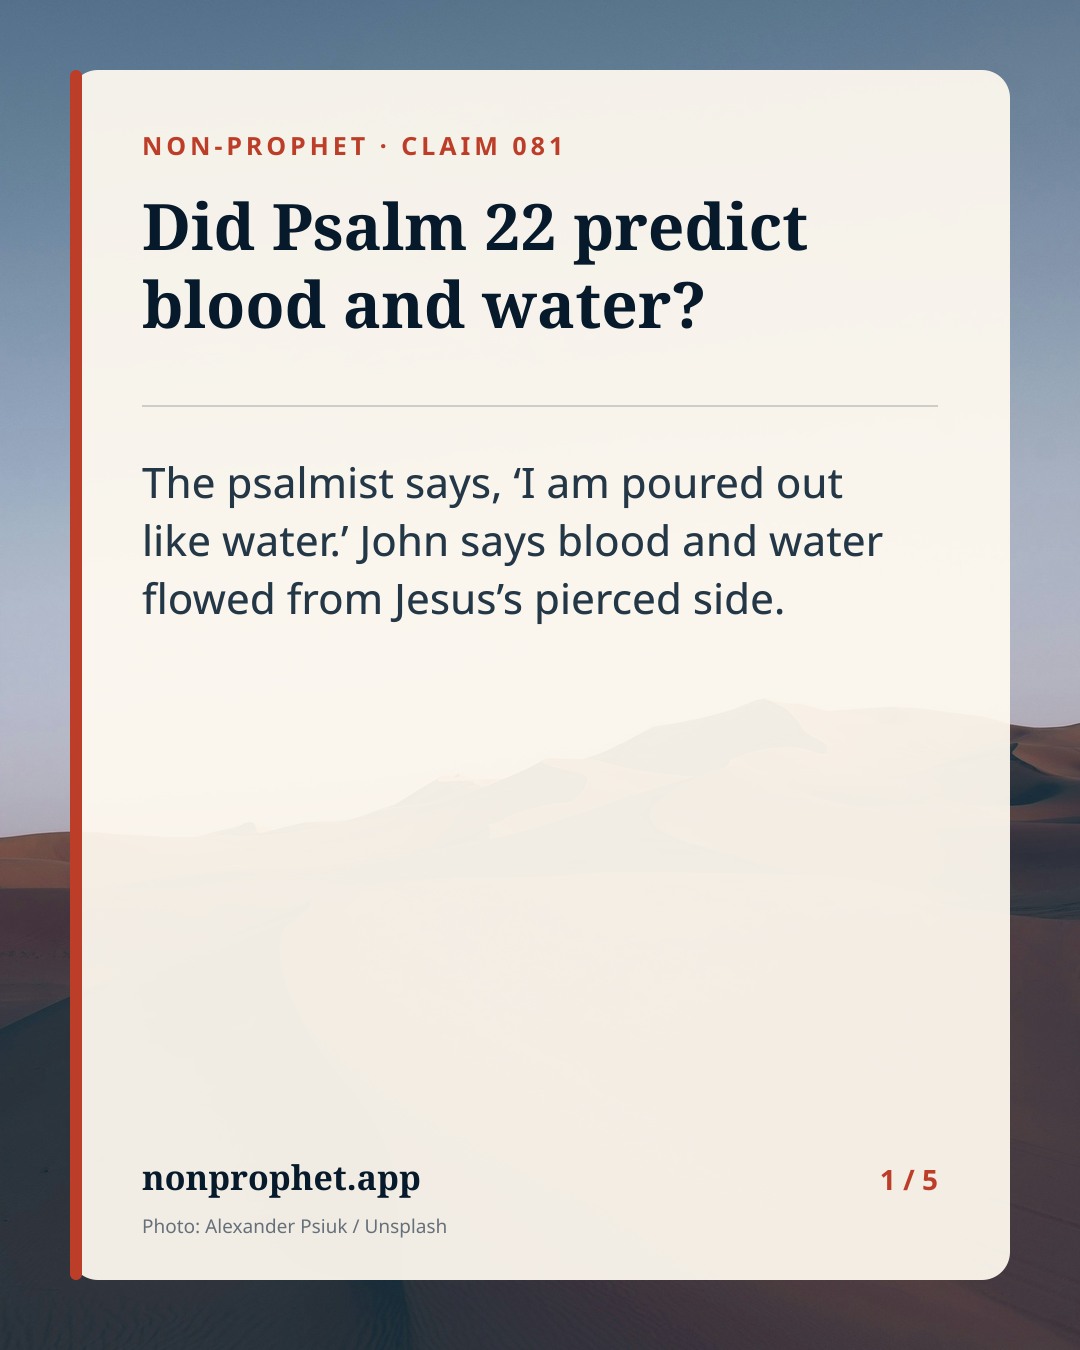 NON-PROPHET · CLAIM 081
Did Psalm 22 predict
blood and water?
The psalmist says, ‘I am poured out
like water.’ John says blood and water
flowed from Jesus’s pierced side.
nonprophet.app
1 / 5
Photo: Alexander Psiuk / Unsplash